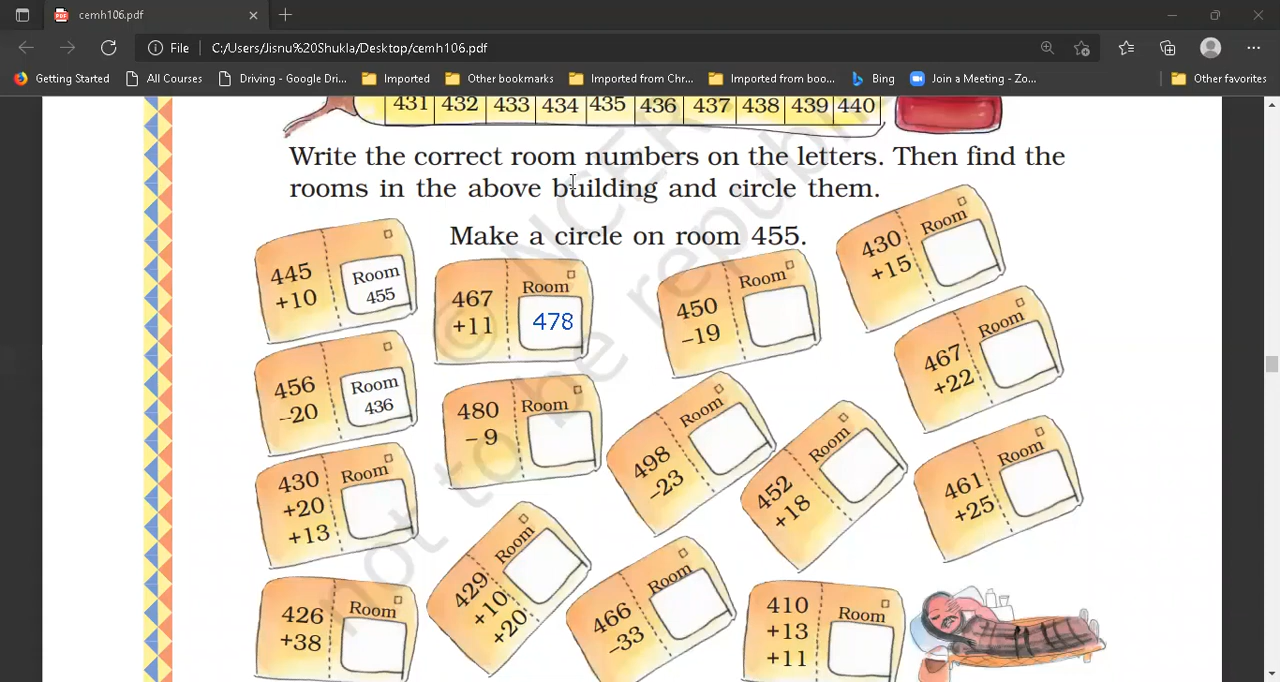 cemh106.pdf
File
C:/Users/Jisnu%20Shukla/Desktop/cemh106.pdf
Getting Started
All Courses
Driving - Google Dri...
Imported
Other bookmarks
Imported from Chr...
Imported from boo...
Bing
Join a Meeting - Zo...
Other favorites
431 432 433 434 435 436 437 438 439 440
Write the correct room numbers on the letters. Then find the
rooms in the above building and circle them.
Make a circle on room 455.
445
+10
Room
455
467
+11
Room
478
450
–19
Room
430
+15
Room
456
–20
Room
436
480
– 9
Room
498
–23
Room
452
+18
Room
467
+22
Room
430
+20
+13
Room
461
+25
Room
426
+38
Room
429
+10
+20
Room
466
–33
Room
410
+13
+11
Room
© NCERT
not to be republi